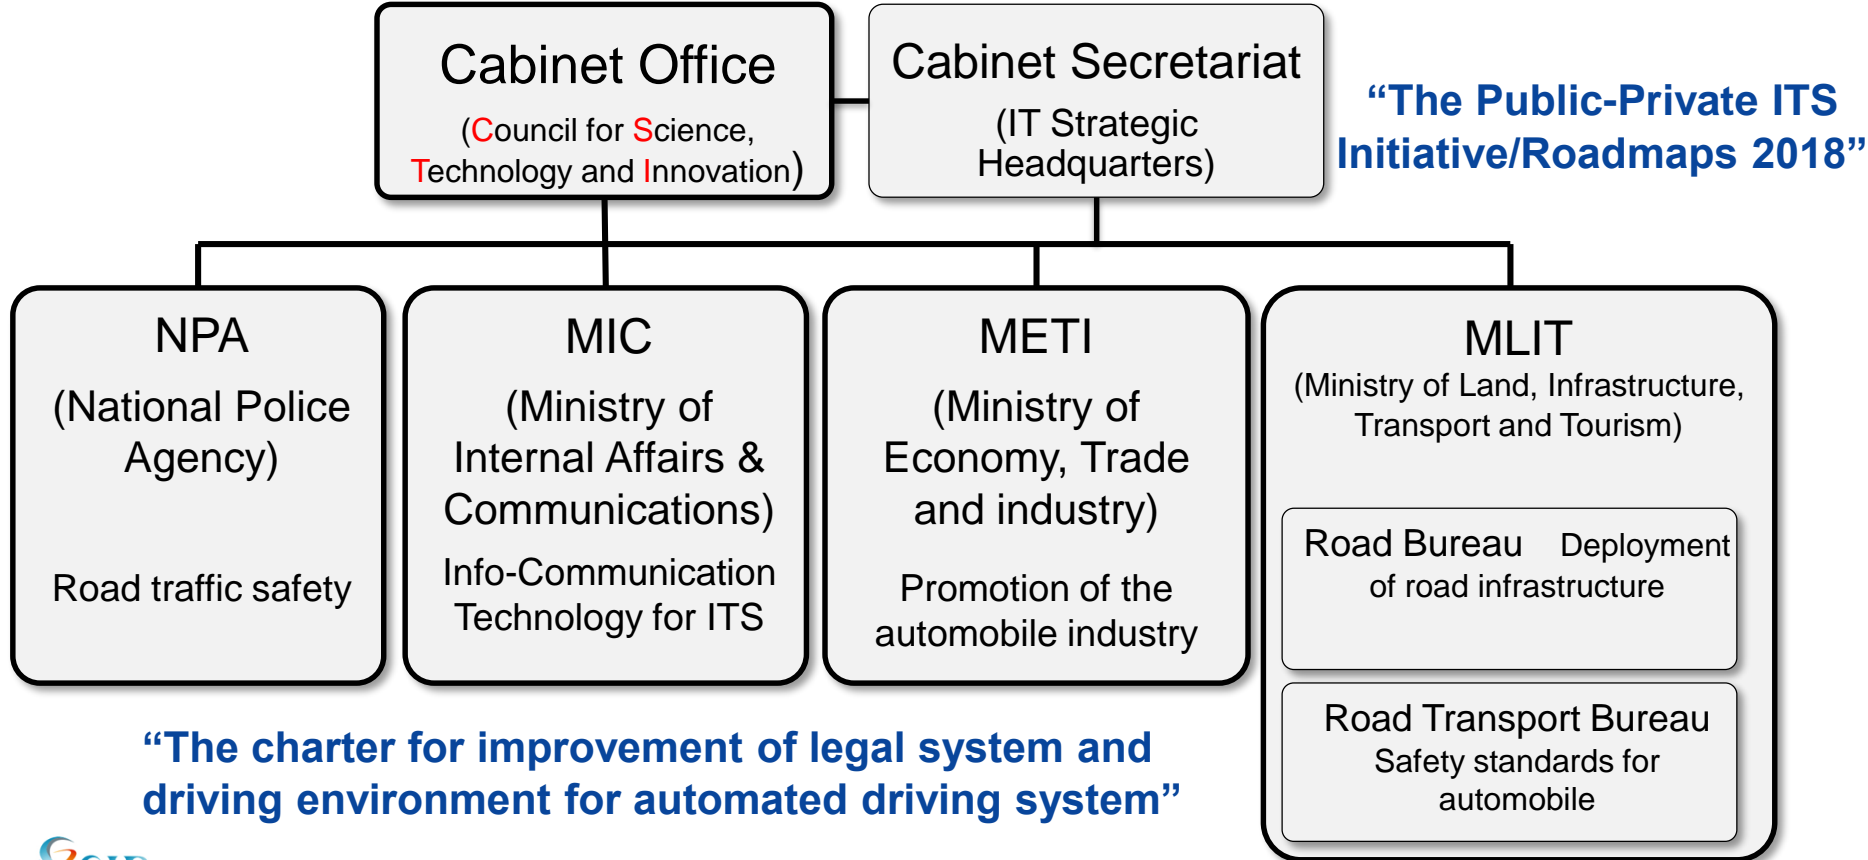 Cabinet Office
(Council for Science,
Technology and Innovation)
Cabinet Secretariat
(IT Strategic
Headquarters)
“The Public-Private ITS
Initiative/Roadmaps 2018”
NPA
(National Police
Agency)
Road traffic safety
MIC
(Ministry of
Internal Affairs &
Communications)
Info-Communication
Technology for ITS
METI
(Ministry of
Economy, Trade
and industry)
Promotion of the
automobile industry
MLIT
(Ministry of Land, Infrastructure,
Transport and Tourism)
Road Bureau Deployment
of road infrastructure
Road Transport Bureau
Safety standards for
automobile
“The charter for improvement of legal system and
driving environment for automated driving system”